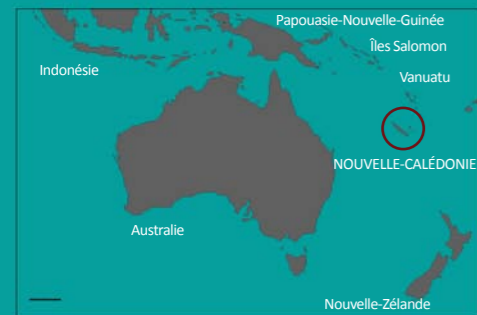 Papouasie-Nouvelle-Guinée
Îles Salomon
Indonésie
Vanuatu
NOUVELLE-CALÉDONIE
Australie
Nouvelle-Zélande